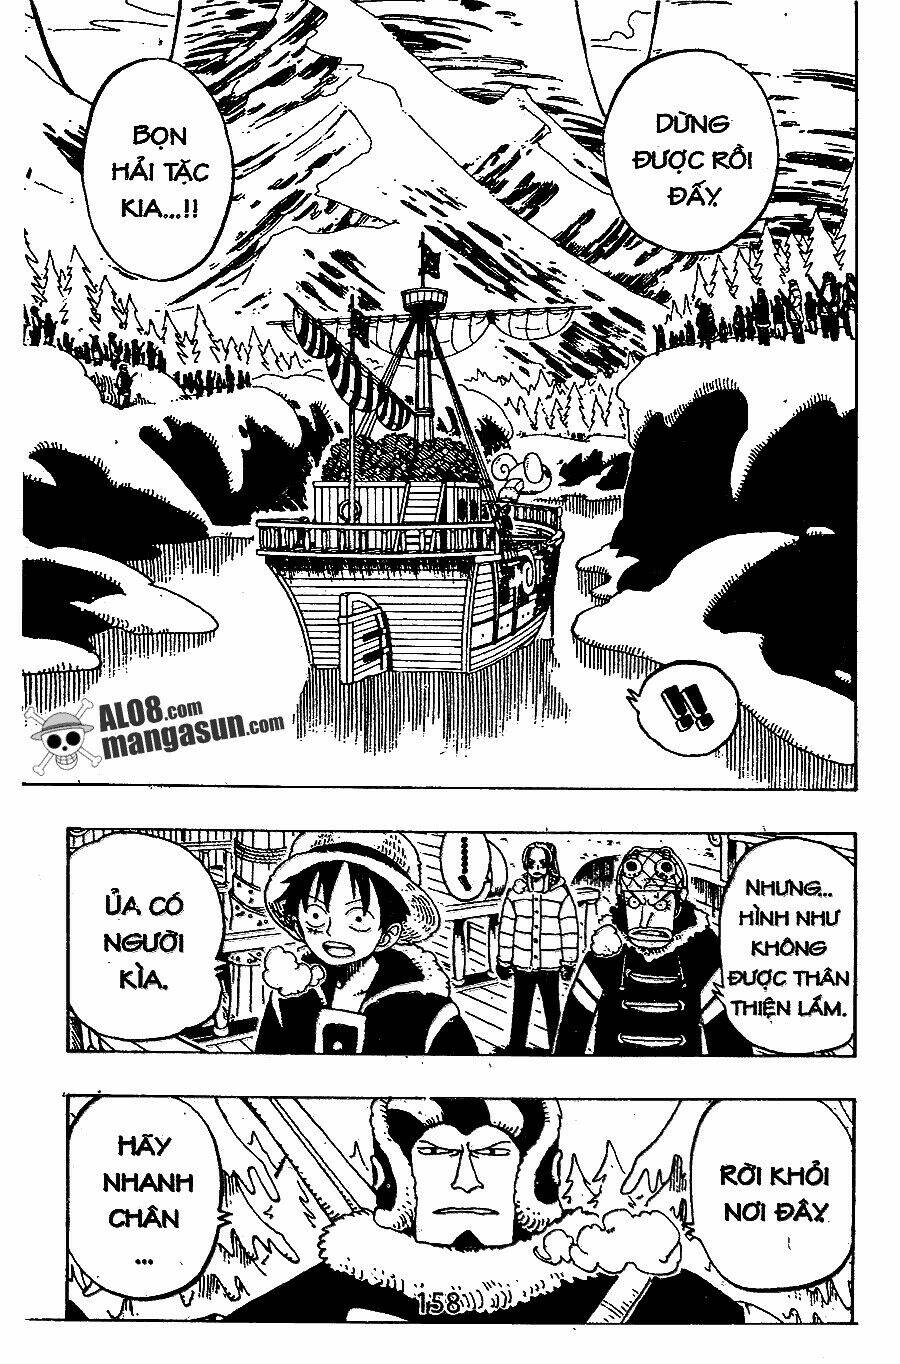 DỪNG
ĐƯỢC RỒI
ĐẤY.
BỌN
HẢI TẶC
KIA...!!
!!
AL08.com
mangasun.com
NHƯNG...
HÌNH NHƯ
KHÔNG
ĐƯỢC THÂN
THIỆN LẮM.
ỦA CÓ
NGƯỜI
KÌA.
RỜI KHỎI
NƠI ĐÂY.
HÃY
NHANH
CHÂN
...
158